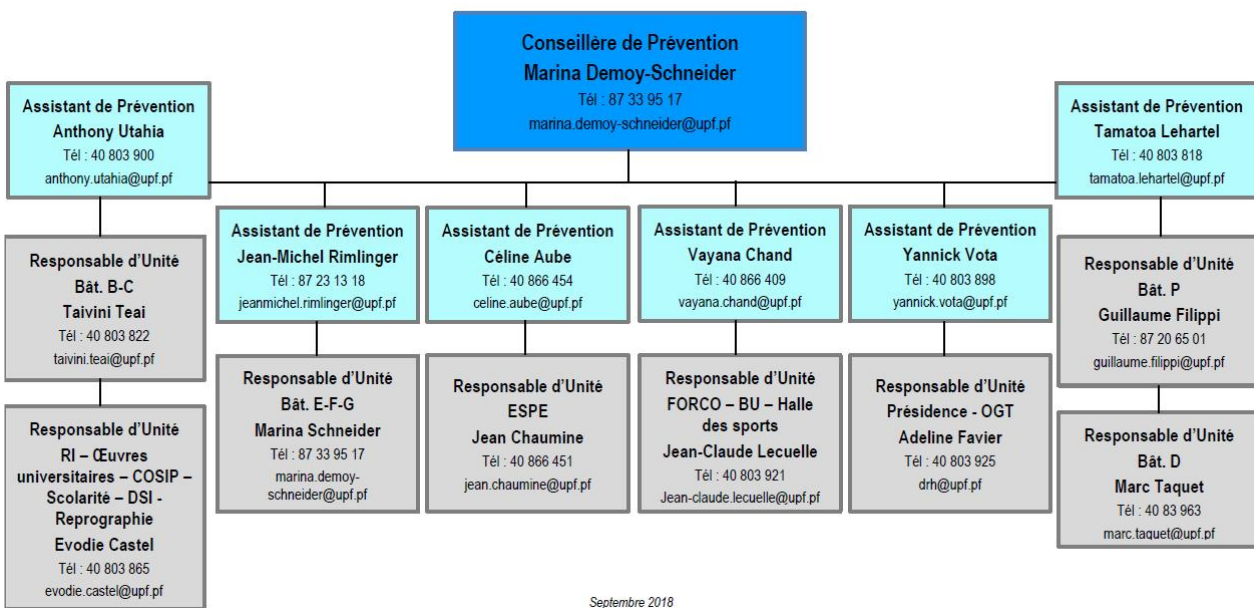 Conseillère de Prévention
Marina Demoy-Schneider
Tél : 87 33 95 17
marina.demoy-schneider@upf.pf
Assistant de Prévention
Anthony Utahia
Tél : 40 803 900
anthony.utahia@upf.pf
Assistant de Prévention
Tamatoa Lehartel
Tél : 40 803 818
tamatoa.lehartel@upf.pf
Assistant de Prévention
Jean-Michel Rimlinger
Tél : 87 23 13 18
jeanmichel.rimlinger@upf.pf
Assistant de Prévention
Céline Aube
Tél : 40 866 454
celine.aube@upf.pf
Assistant de Prévention
Vayana Chand
Tél : 40 866 409
vayana.chand@upf.pf
Assistant de Prévention
Yannick Vota
Tél : 40 803 898
yannick.vota@upf.pf
Responsable d’Unité
Bât. B-C
Taivini Teai
Tél : 40 803 822
taivini.teai@upf.pf
Responsable d’Unité
Bât. P
Guillaume Filippi
Tél : 87 20 65 01
guillaume.filippi@upf.pf
Responsable d’Unité
RI – Œuvres
universitaires – COSIP –
Scolarité – DSI -
Reprographie
Evodie Castel
Tél : 40 803 865
evodie.castel@upf.pf
Responsable d’Unité
Bât. E-F-G
Marina Schneider
Tél : 87 33 95 17
marina.demoy-
schneider@upf.pf
Responsable d’Unité
ESPE
Jean Chaumine
Tél : 40 866 451
jean.chaumine@upf.pf
Responsable d’Unité
FORCO – BU – Halle
des sports
Jean-Claude Lecuelle
Tél : 40 803 921
Jean-claude.lecuelle@upf.pf
Responsable d’Unité
Présidence - OGT
Adeline Favier
Tél : 40 803 925
drh@upf.pf
Responsable d’Unité
Bât. D
Marc Taquet
Tél : 40 83 963
marc.taquet@upf.pf
Septembre 2018